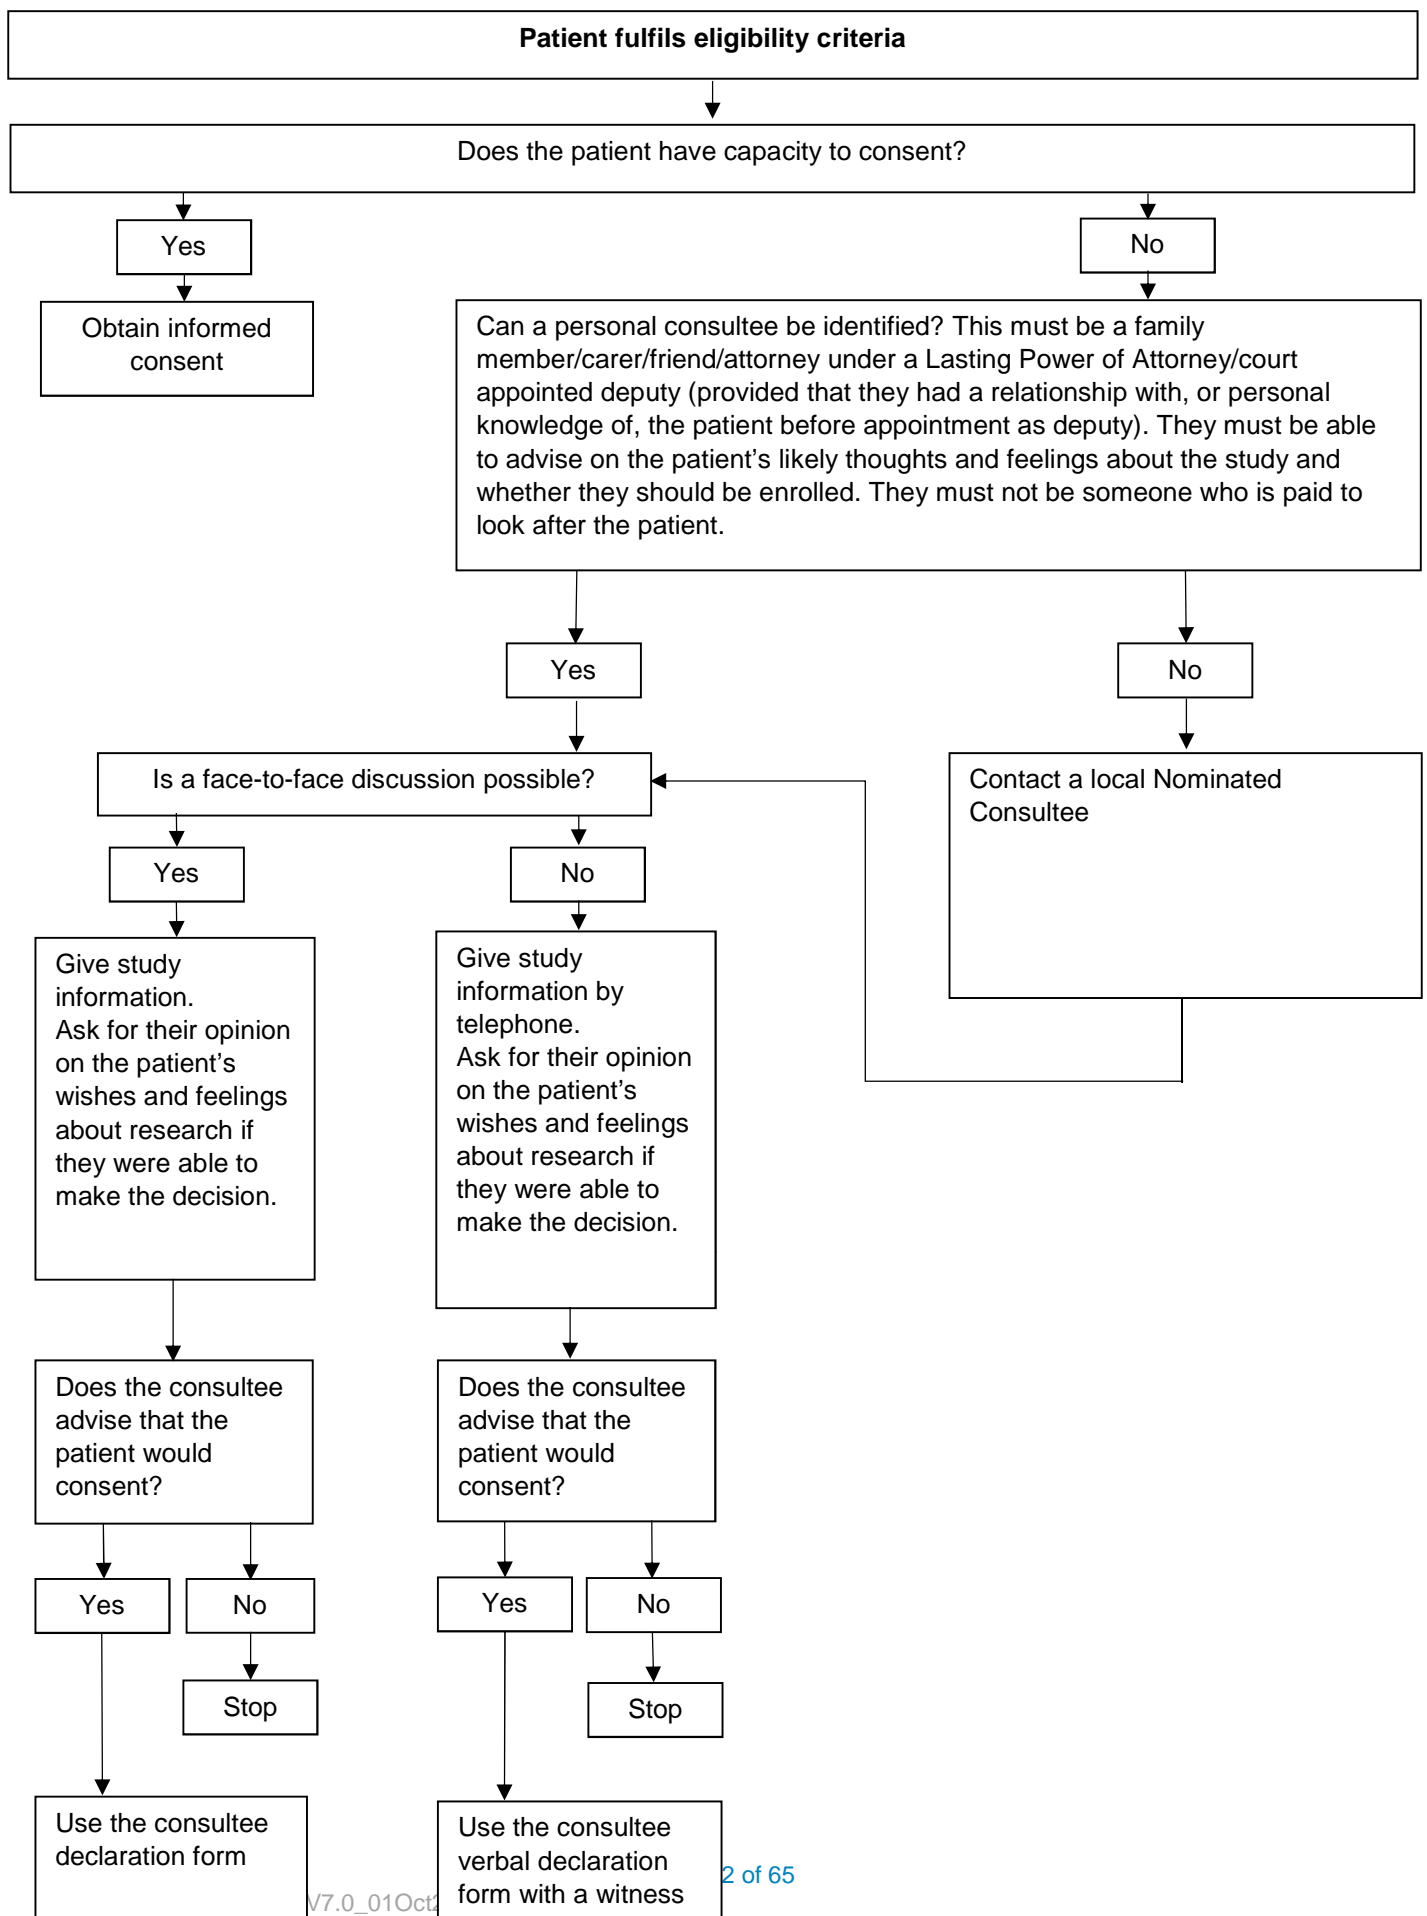 Patient fulfils eligibility criteria
Does the patient have capacity to consent?
Yes
No
Obtain informed
consent
Can a personal consultee be identified? This must be a family
member/carer/friend/attorney under a Lasting Power of Attorney/court
appointed deputy (provided that they had a relationship with, or personal
knowledge of, the patient before appointment as deputy). They must be able
to advise on the patient’s likely thoughts and feelings about the study and
whether they should be enrolled. They must not be someone who is paid to
look after the patient.
Yes
No
Is a face-to-face discussion possible?
Contact a local Nominated
Consultee
Yes
No
Give study
information.
Ask for their opinion
on the patient’s
wishes and feelings
about research if
they were able to
make the decision.
Give study
information by
telephone.
Ask for their opinion
on the patient’s
wishes and feelings
about research if
they were able to
make the decision.
Does the consultee
advise that the
patient would
consent?
Does the consultee
advise that the
patient would
consent?
Yes
No
Yes
No
Stop
Stop
Use the consultee
declaration form
Use the consultee
verbal declaration
form with a witness
2 of 65
V7.0_01Oct